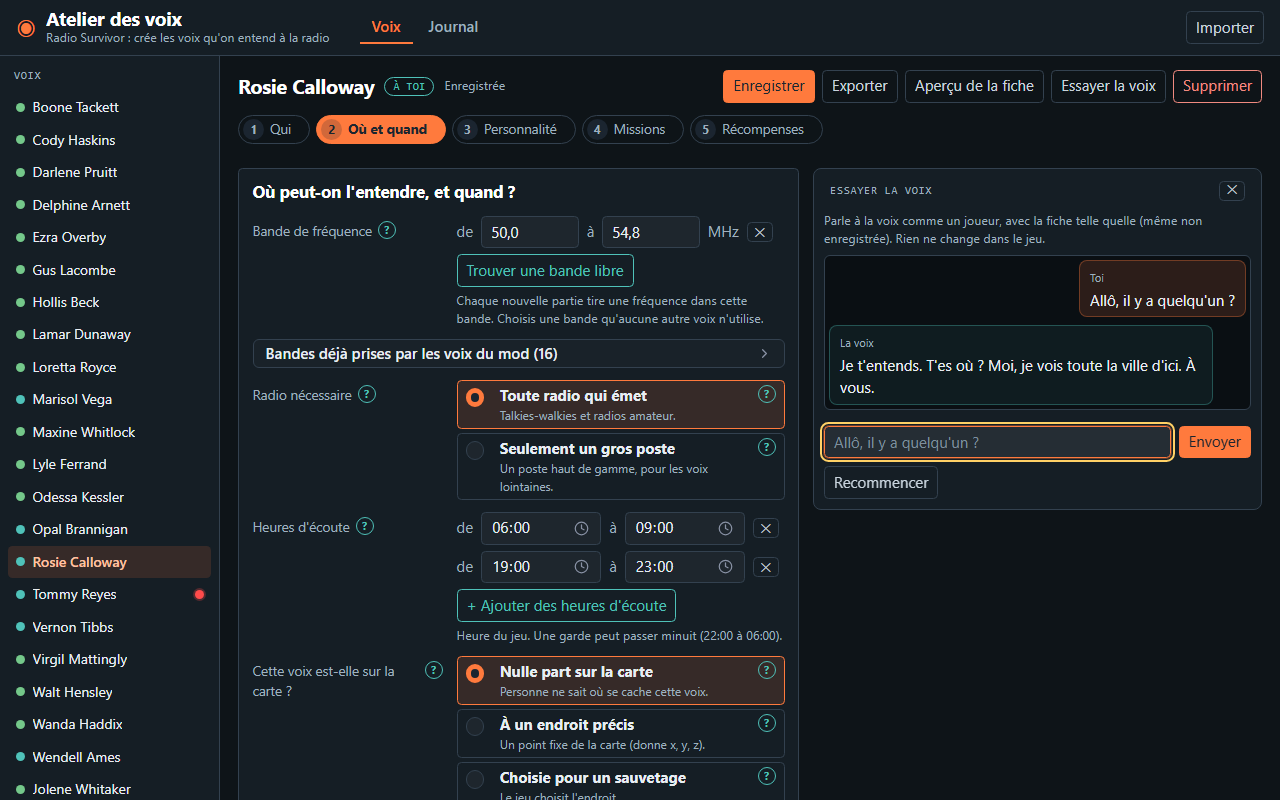 Atelier des voix
Radio Survivor : crée les voix qu'on entend à la radio
Voix
Journal
Importer
VOIX
Boone Tackett
Cody Haskins
Darlene Pruitt
Delphine Arnett
Ezra Overby
Gus Lacombe
Hollis Beck
Lamar Dunaway
Loretta Royce
Marisol Vega
Maxine Whitlock
Lyle Ferrand
Odessa Kessler
Opal Brannigan
Rosie Calloway
Tommy Reyes
Vernon Tibbs
Virgil Mattingly
Walt Hensley
Wanda Haddix
Wendell Ames
Jolene Whitaker
Rosie Calloway
À TOI
Enregistrée
Enregistrer
Exporter
Aperçu de la fiche
Essayer la voix
Supprimer
1 Qui
2 Où et quand
3 Personnalité
4 Missions
5 Récompenses
Où peut-on l'entendre, et quand ?
Bande de fréquence ?
de 50,0 à 54,8 MHz
Trouver une bande libre
Chaque nouvelle partie tire une fréquence dans cette
bande. Choisis une bande qu'aucune autre voix n'utilise.
Bandes déjà prises par les voix du mod (16)
Radio nécessaire ?
Toute radio qui émet ?
Talkies-walkies et radios amateur.
Seulement un gros poste ?
Un poste haut de gamme, pour les voix
lointaines.
Heures d'écoute ?
de 06:00 à 09:00
de 19:00 à 23:00
+ Ajouter des heures d'écoute
Heure du jeu. Une garde peut passer minuit (22:00 à 06:00).
Cette voix est-elle sur la
carte ?
?
Nulle part sur la carte ?
Personne ne sait où se cache cette voix.
À un endroit précis ?
Un point fixe de la carte (donne x, y, z).
Choisie pour un sauvetage ?
Le jeu choisit l'endroit.
ESSAYER LA VOIX
Parle à la voix comme un joueur, avec la fiche telle quelle (même non
enregistrée). Rien ne change dans le jeu.
Toi
Allô, il y a quelqu'un ?
La voix
Je t'entends. T'es où ? Moi, je vois toute la ville d'ici. À
vous.
Allô, il y a quelqu'un ?
Envoyer
Recommencer